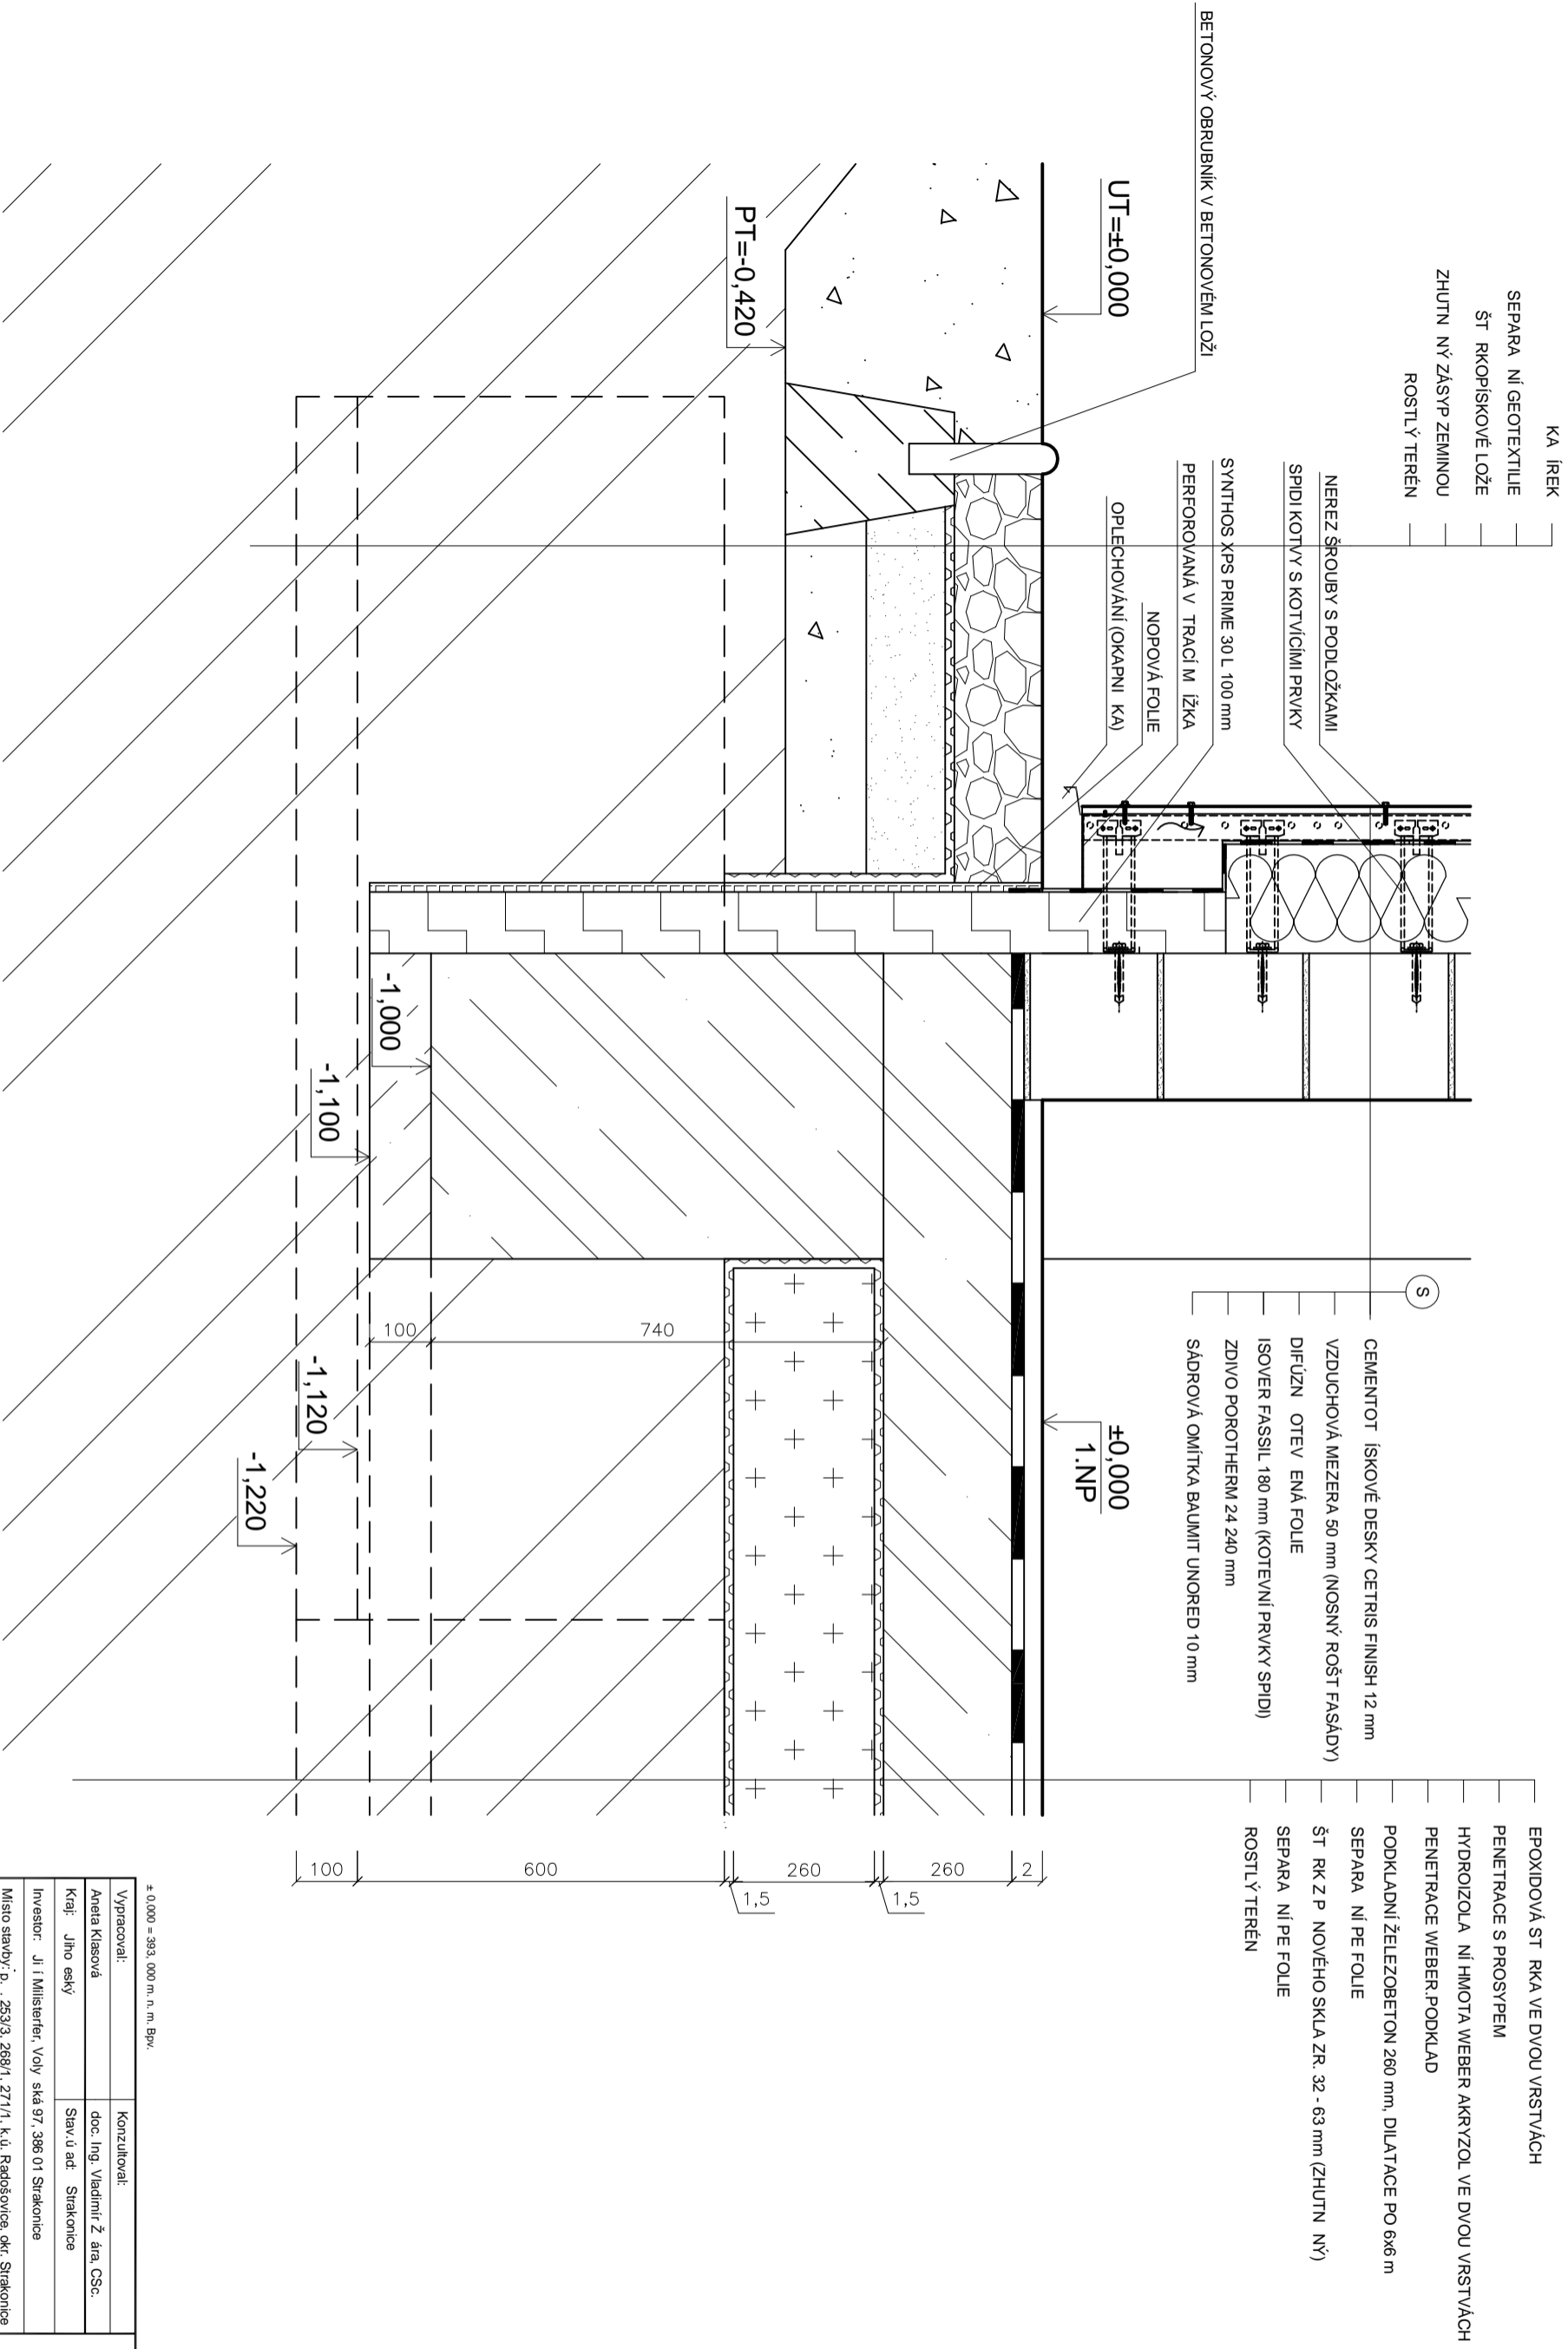 KA ÍREK
SEPARA NÍ GEOTEXTILIE
ŠT RKOPÍSKOVÉ LOŽE
ZHUTN NÝ ZÁSYP ZEMINOU
ROSTLÝ TERÉN
NEREZ ŠROUBY S PODLOŽKAMI
SPIDI KOTVY S KOTVÍCÍMI PRVKY
SYNTHOS XPS PRIME 30 L 100 mm
PERFOROVANÁ V TRACÍ M ÍŽKA
NOPOVÁ FOLIE
OPLECHOVÁNÍ (OKAPNI KA)
BETONOVÝ OBRUBNÍK V BETONOVÉM LOŽI
UT=±0,000
PT=-0,420
S
CEMENTOT ÍSKOVÉ DESKY CETRIS FINISH 12 mm
VZDUCHOVÁ MEZERA 50 mm (NOSNÝ ROŠT FASÁDY)
DIFÚZN OTEV ENÁ FOLIE
ISOVER FASSIL 180 mm (KOTEVNÍ PRVKY SPIDI)
ZDIVO POROTHERM 24 240 mm
SÁDROVÁ OMÍTKA BAUMIT UNORED 10 mm
±0,000
1.NP
EPOXIDOVÁ ST RKA VE DVOU VRSTVÁCH
PENETRACE S PROSYPEM
HYDROIZOLA NÍ HMOTA WEBER AKRYZOL VE DVOU VRSTVÁCH
PENETRACE WEBER.PODKLAD
PODKLADNÍ ŽELEZOBETON 260 mm, DILATACE PO 6x6 m
SEPARA NÍ PE FOLIE
ŠT RK Z P NOVÉHO SKLA ZR. 32 - 63 mm (ZHUTN NÝ)
SEPARA NÍ PE FOLIE
ROSTLÝ TERÉN
-1,000
-1,100
-1,120
-1,220
740
100
2
260
1,5
260
1,5
600
100
± 0,000 = 393, 000 m. n. m. Bpv.
Vypracoval:
Konzultoval:
Aneta Klasová
doc. Ing. Vladimír Ž ára, CSc.
Kraj: Jiho eský
Stav.ú ad: Strakonice
Investor: Ji í Milisterfer, Voly ská 97, 386 01 Strakonice
Místo stavby: p. . 253/3, 268/1, 271/1, k.ú. Radošovice, okr. Strakonice